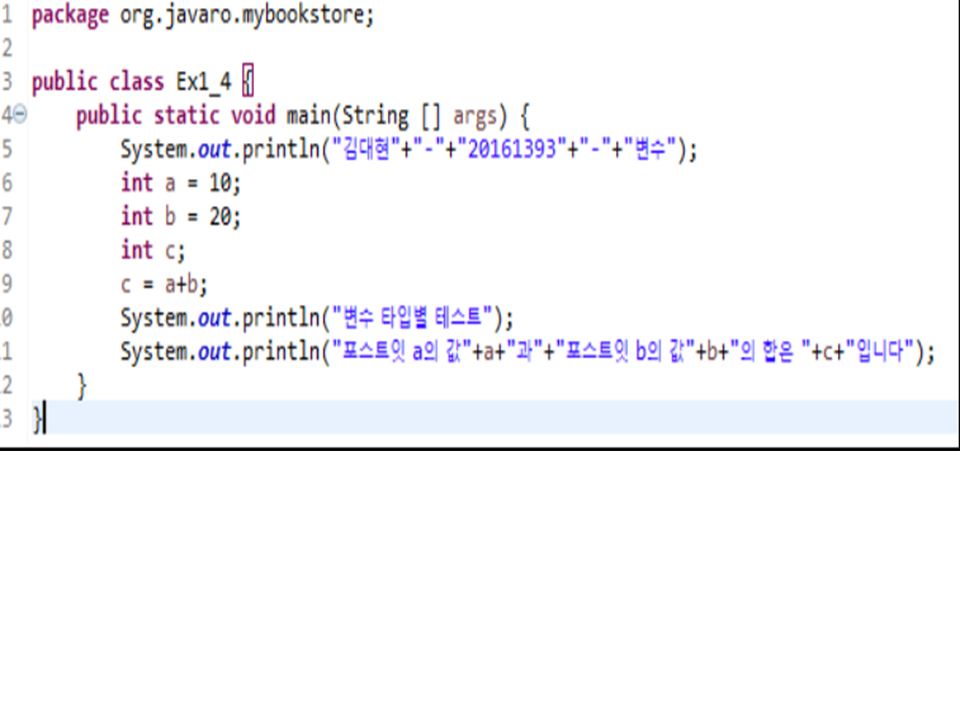 1 package org.javaro.mybookstore;
2
3 public class Ex1_4 {
4 public static void main(String [] args) {
5 System.out.println("김대현"+"-"+"20161393"+"-"+"변수");
6 int a = 10;
7 int b = 20;
8 int c;
9 c = a+b;
0 System.out.println("변수 타입별 테스트");
1 System.out.println("포스트잇 a의 값"+a+"과"+"포스트잇 b의 값"+b+"의 합은 "+c+"입니다");
2 }
3 }